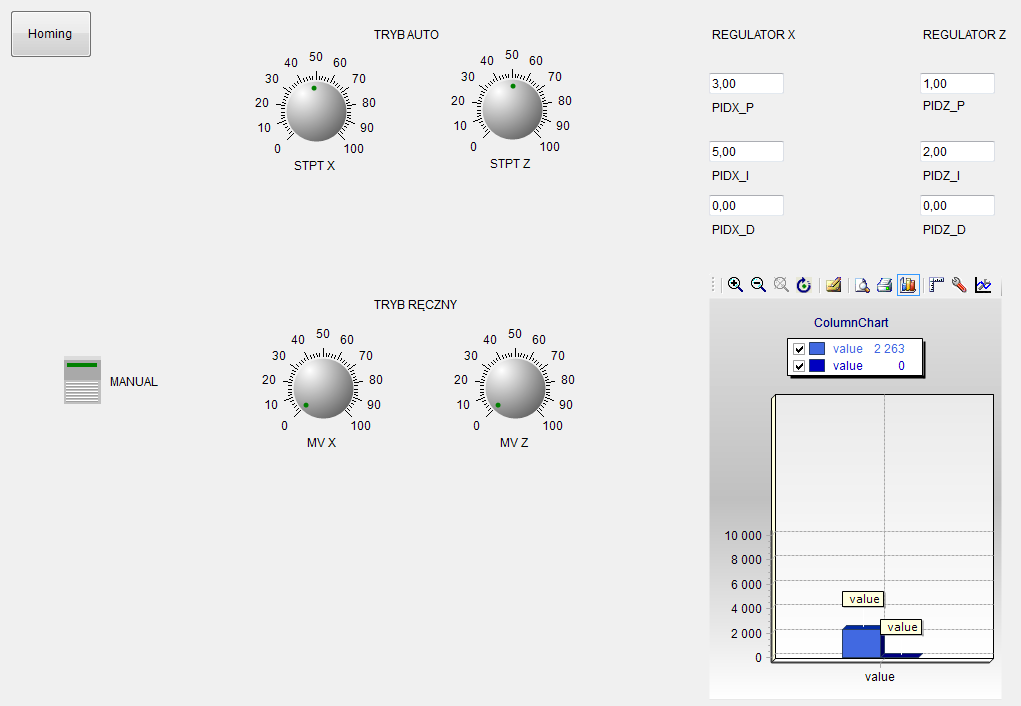 Homing
TRYB AUTO
0 10 20 30 40 50 60 70 80 90 100
STPT X
0 10 20 30 40 50 60 70 80 90 100
STPT Z
REGULATOR X
3,00
PIDX_P
5,00
PIDX_I
0,00
PIDX_D
REGULATOR Z
1,00
PIDZ_P
2,00
PIDZ_I
0,00
PIDZ_D
TRYB RĘCZNY
MANUAL
0 10 20 30 40 50 60 70 80 90 100
MV X
0 10 20 30 40 50 60 70 80 90 100
MV Z
ColumnChart
value 2 263
value 0
10 000
8 000
6 000
4 000
2 000
0
value
value
value